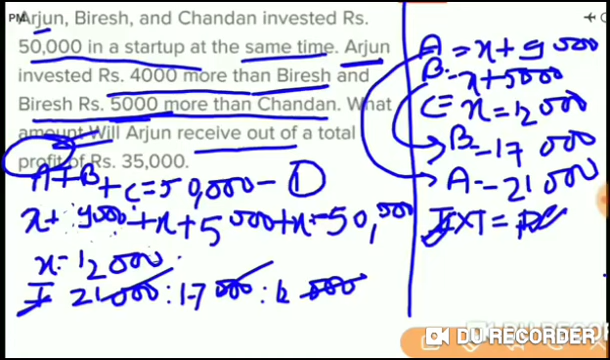 PM
Arjun, Biresh, and Chandan invested Rs.
50,000 in a startup at the same time. Arjun
invested Rs. 4000 more than Biresh and
Biresh Rs. 5000 more than Chandan. What
amount Will Arjun receive out of a total
profit of Rs. 35,000.
A+B+C=50,000-①
x+9000+x+5000+x=50,000
x=12000
I 21000:17000:12000
A=x+9000
B=x+5000
C=x=12000
B-17000
A-21000
IXT=
DU RECORDER